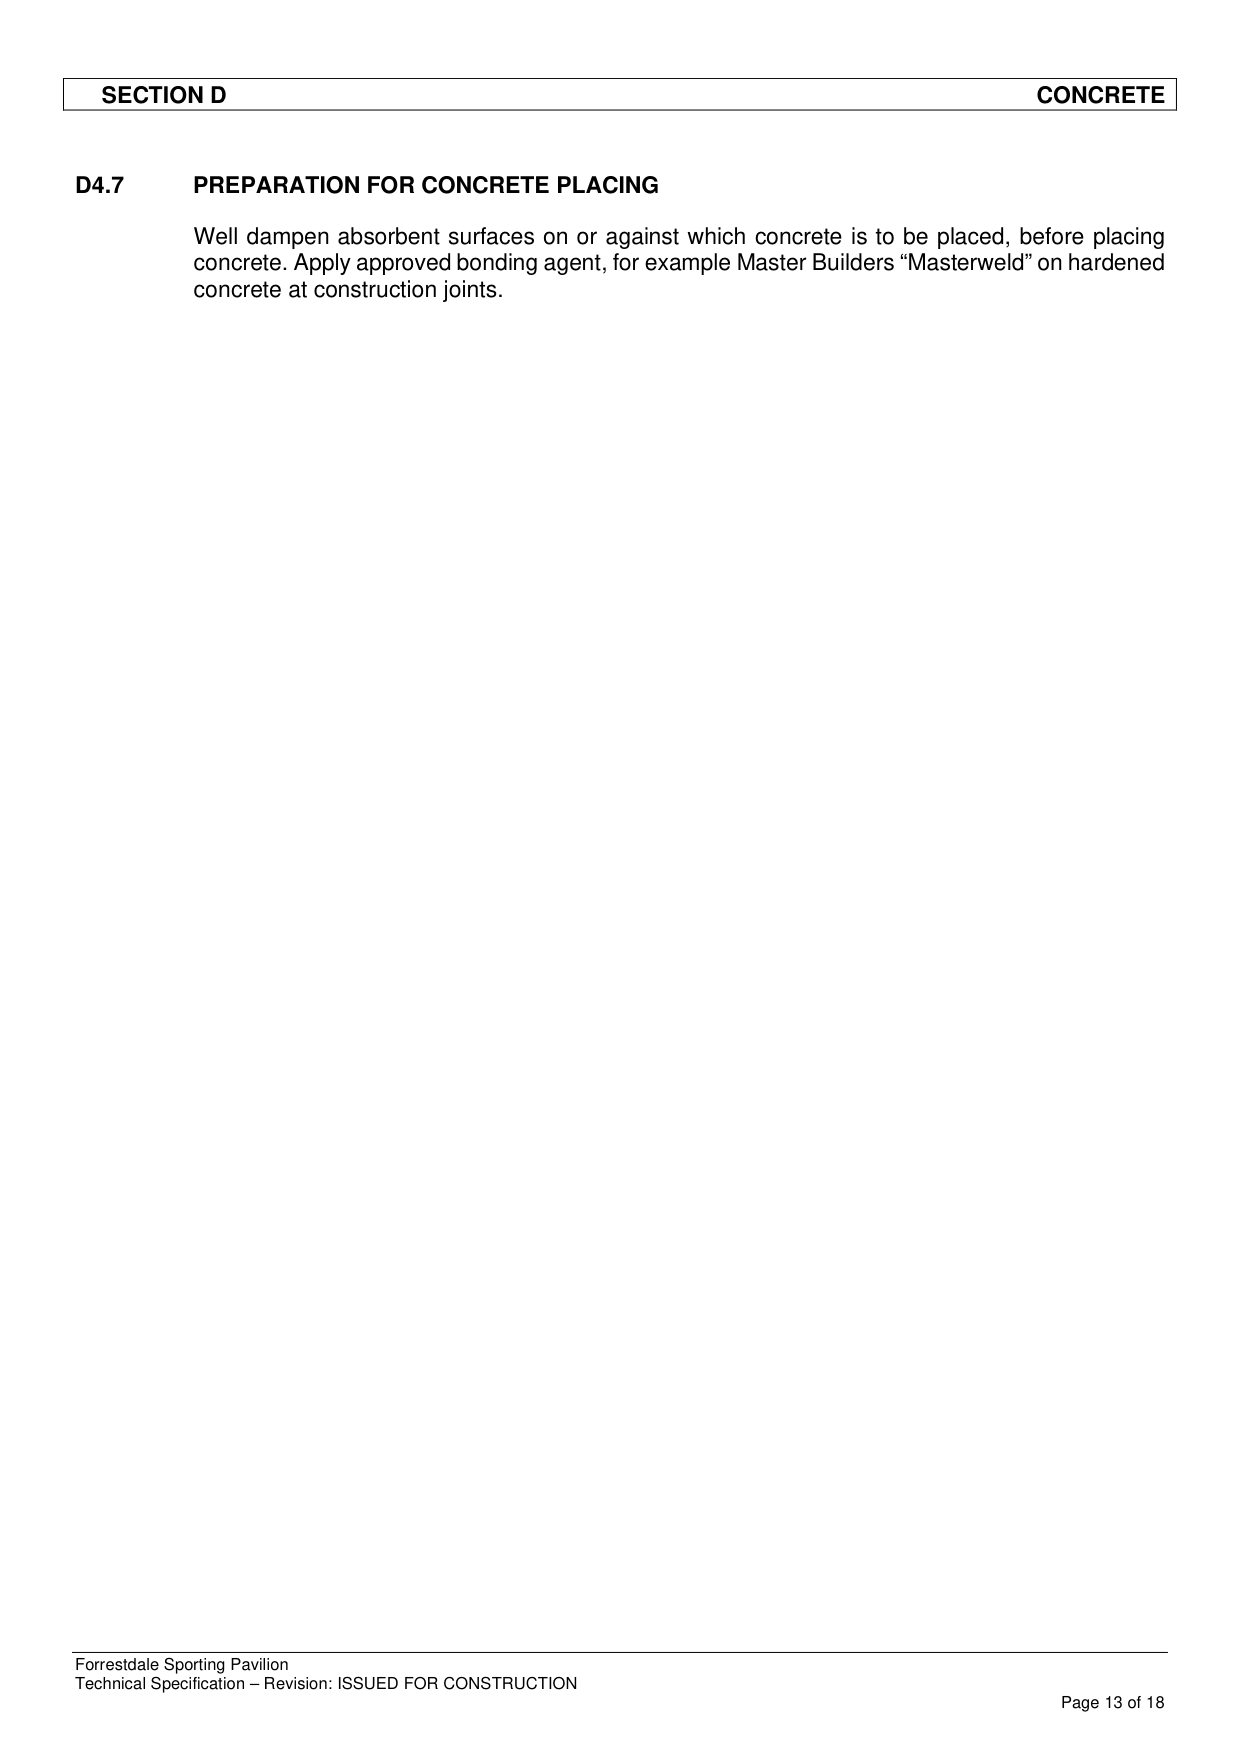 SECTION D CONCRETE
D4.7 PREPARATION FOR CONCRETE PLACING
Well dampen absorbent surfaces on or against which concrete is to be placed, before placing
concrete. Apply approved bonding agent, for example Master Builders “Masterweld” on hardened
concrete at construction joints.
Forrestdale Sporting Pavilion
Technical Specification – Revision: ISSUED FOR CONSTRUCTION
Page 13 of 18